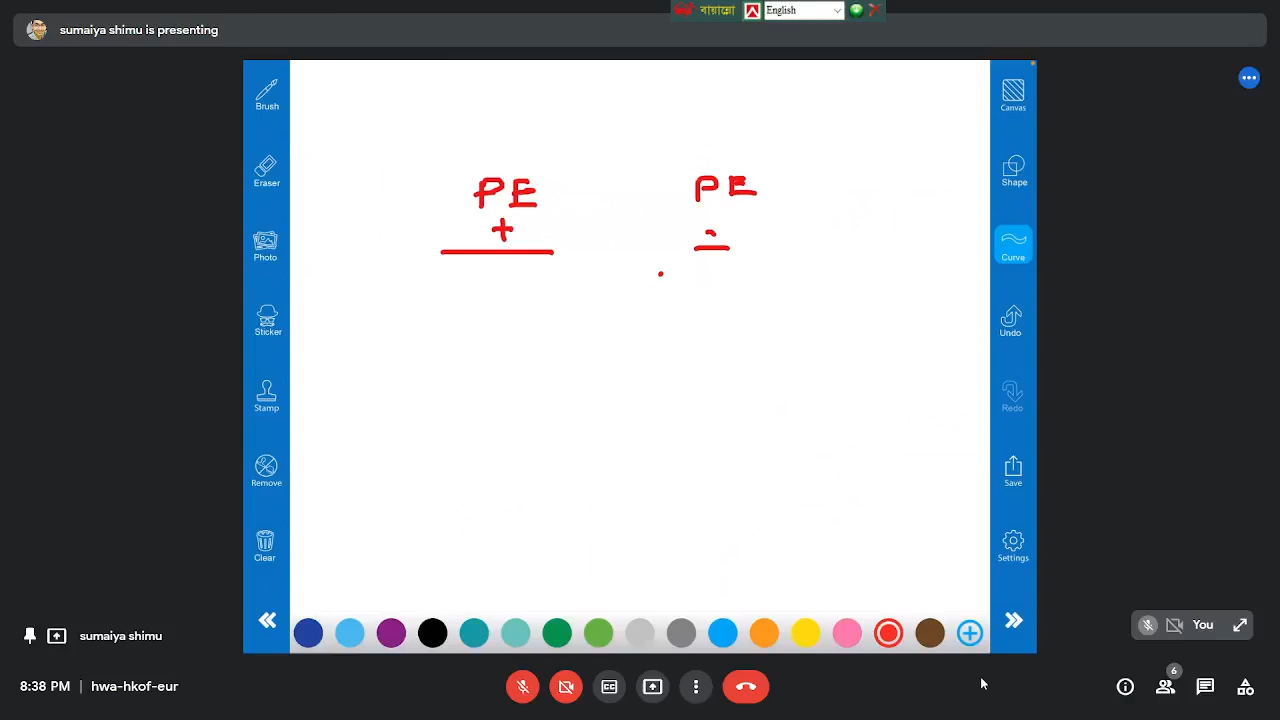 বায়ান্নো English
sumaiya shimu is presenting
Brush
Canvas
Eraser
Shape
Photo
Curve
Sticker
Undo
Stamp
Redo
Remove
Save
Clear
Settings
PE PE
+ -
sumaiya shimu
You
8:38 PM | hwa-hkof-eur
CC
6